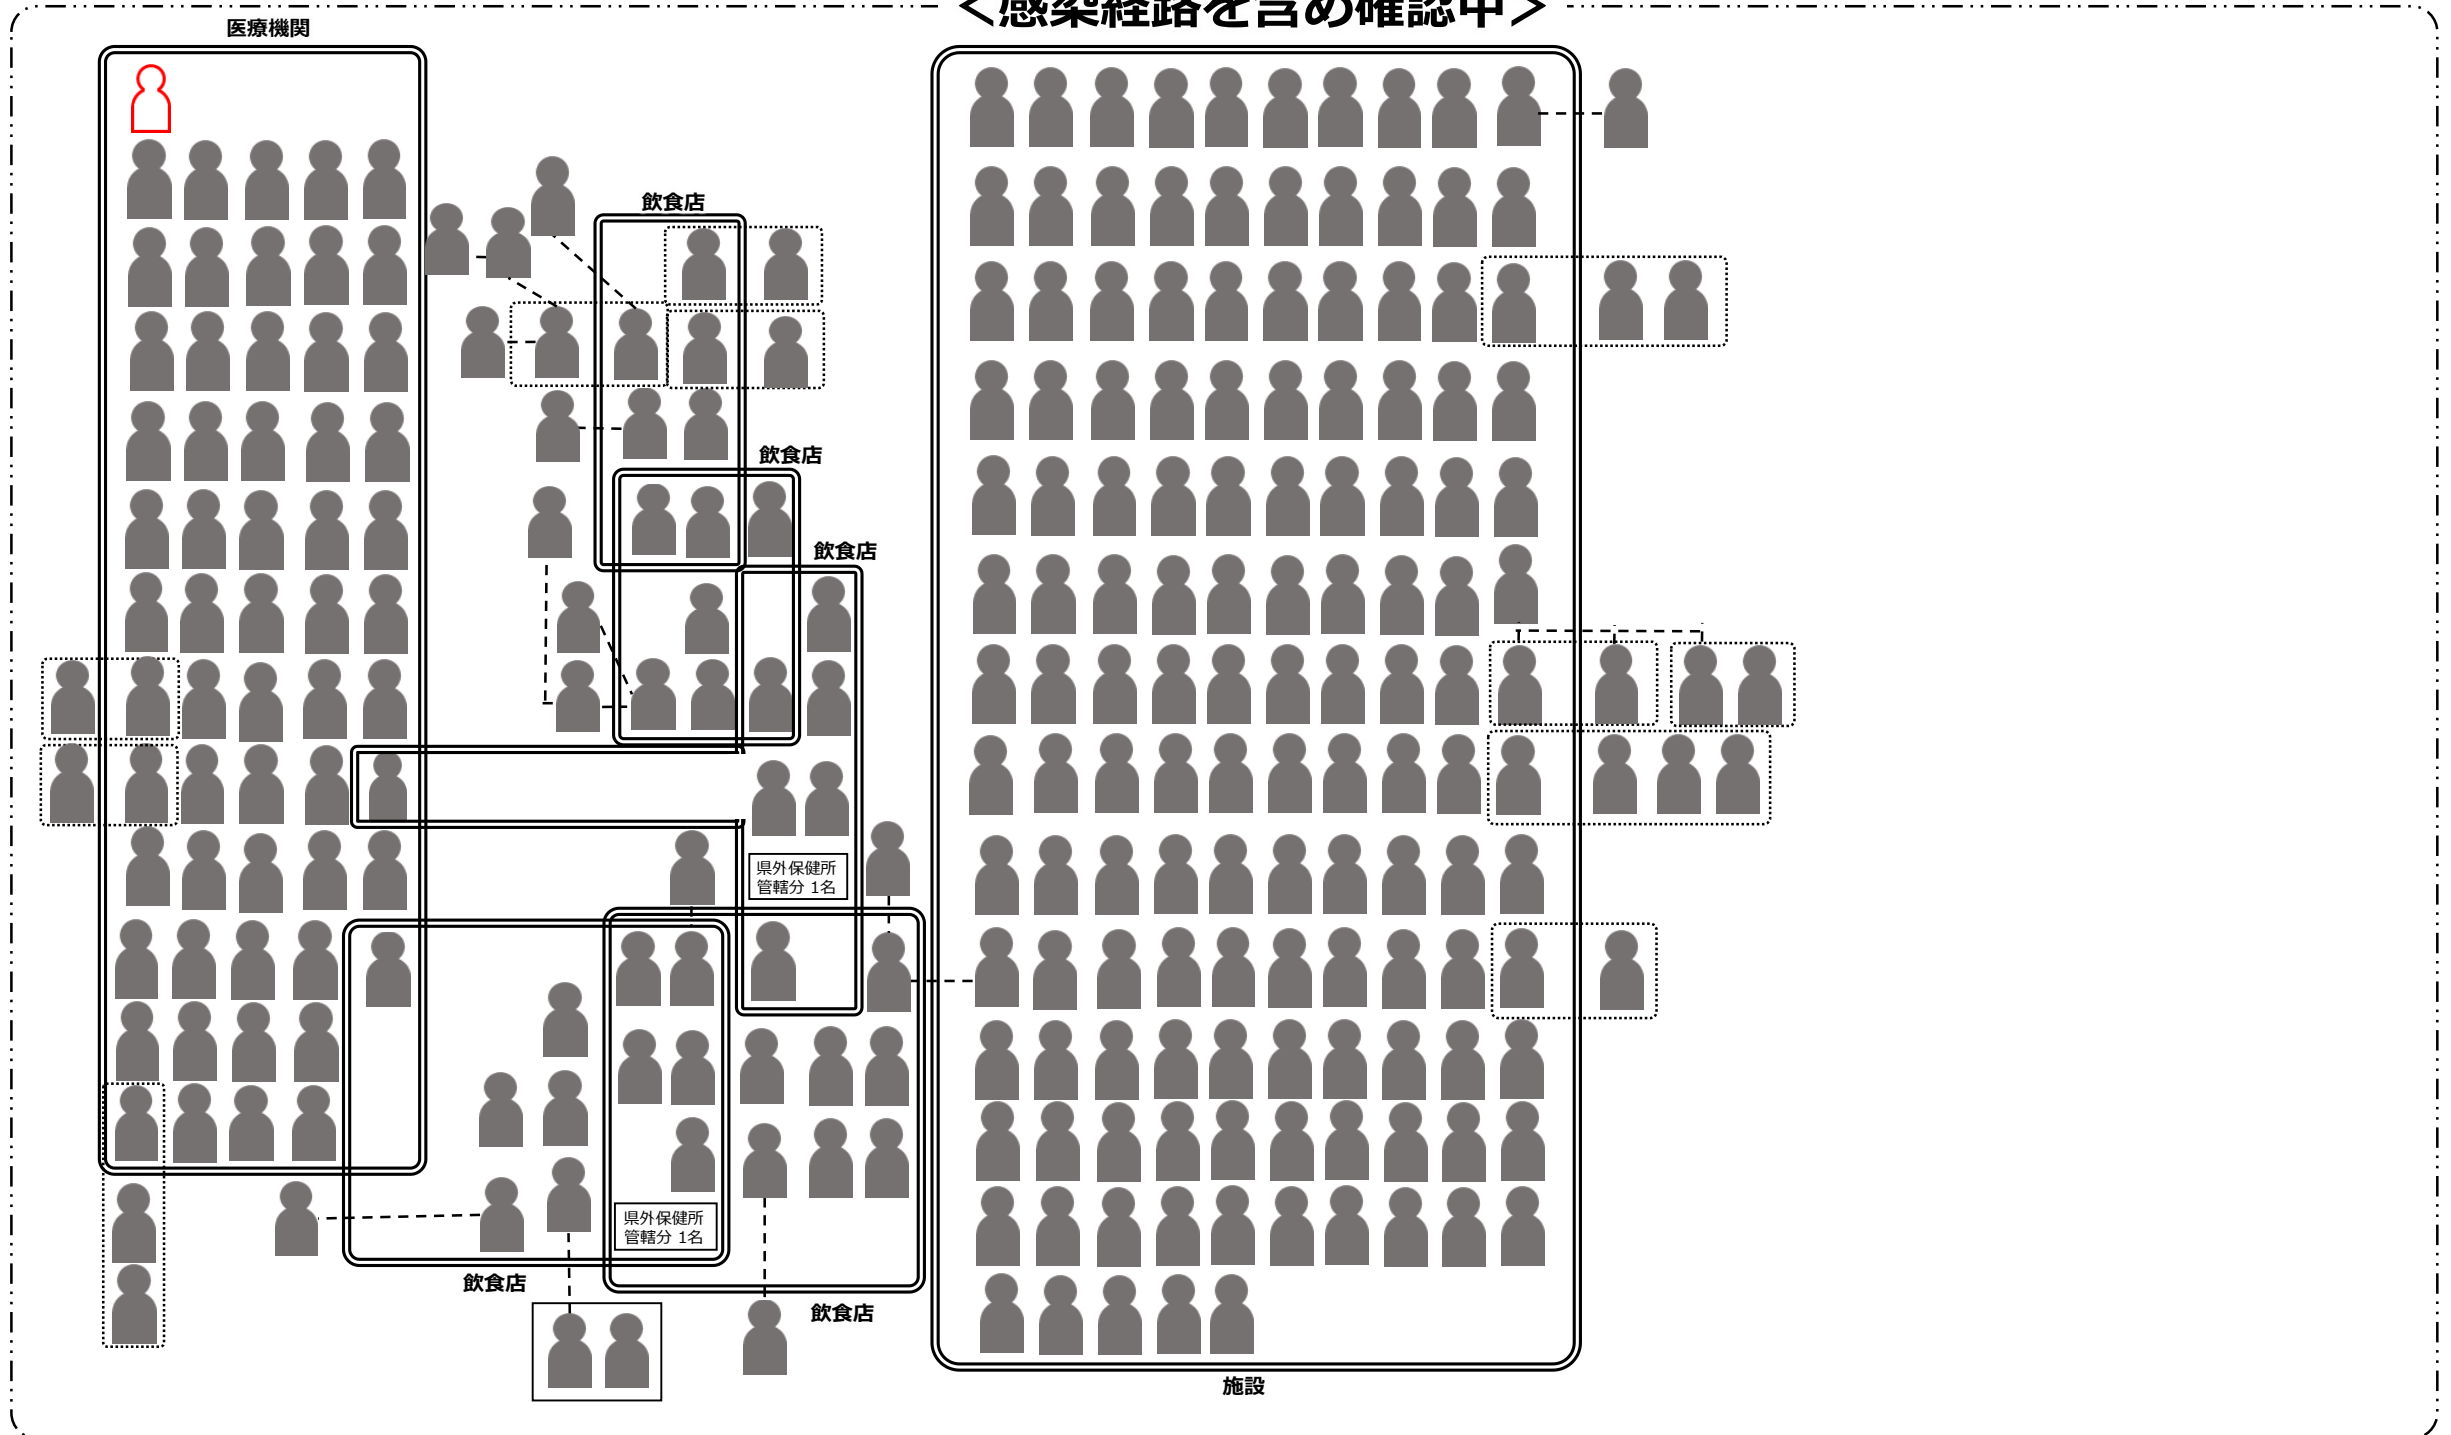 ＜感染経路を含め確認中＞
医療機関
飲食店
飲食店
飲食店
県外保健所
管轄分 1名
県外保健所
管轄分 1名
飲食店
飲食店
施設